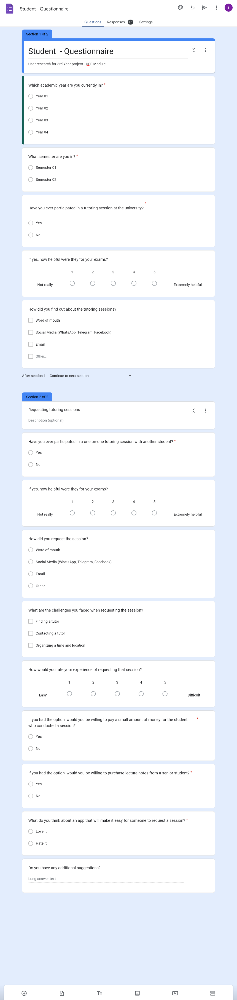 Student - Questionnaire
i
Questions Responses 15 Settings
Section 1 of 2
Student - Questionnaire
User research for 3rd Year project - UEE Module
Which academic year are you currently in? *
Year 01
Year 02
Year 03
Year 04
What semester are you in? *
Semester 01
Semester 02
Have you ever participated in a tutoring session at the university? *
Yes
No
If yes, how helpful were they for your exams?
1 2 3 4 5
Not really Extremely helpful
How did you find out about the tutoring sessions?
Word of mouth
Social Media (WhatsApp, Telegram, Facebook)
Email
Other...
After section 1 Continue to next section
Section 2 of 2
Requesting tutoring sessions
Description (optional)
Have you ever participated in a one-on-one tutoring session with another student? *
Yes
No
If yes, how helpful were they for your exams?
1 2 3 4 5
Not really Extremely helpful
How did you request the session?
Word of mouth
Social Media (WhatsApp, Telegram, Facebook)
Email
Other
What are the challenges you faced when requesting the session?
Finding a tutor
Contacting a tutor
Organizing a time and location
How would you rate your experience of requesting that session?
1 2 3 4 5
Easy Difficult
If you had the option, would you be willing to pay a small amount of money for the student *
who conducted a session?
Yes
No
If you had the option, would you be willing to purchase lecture notes from a senior student? *
Yes
No
What do you think about an app that will make it easy for someone to request a session? *
Love It
Hate It
Do you have any additional suggestions?
Long answer text
Tt